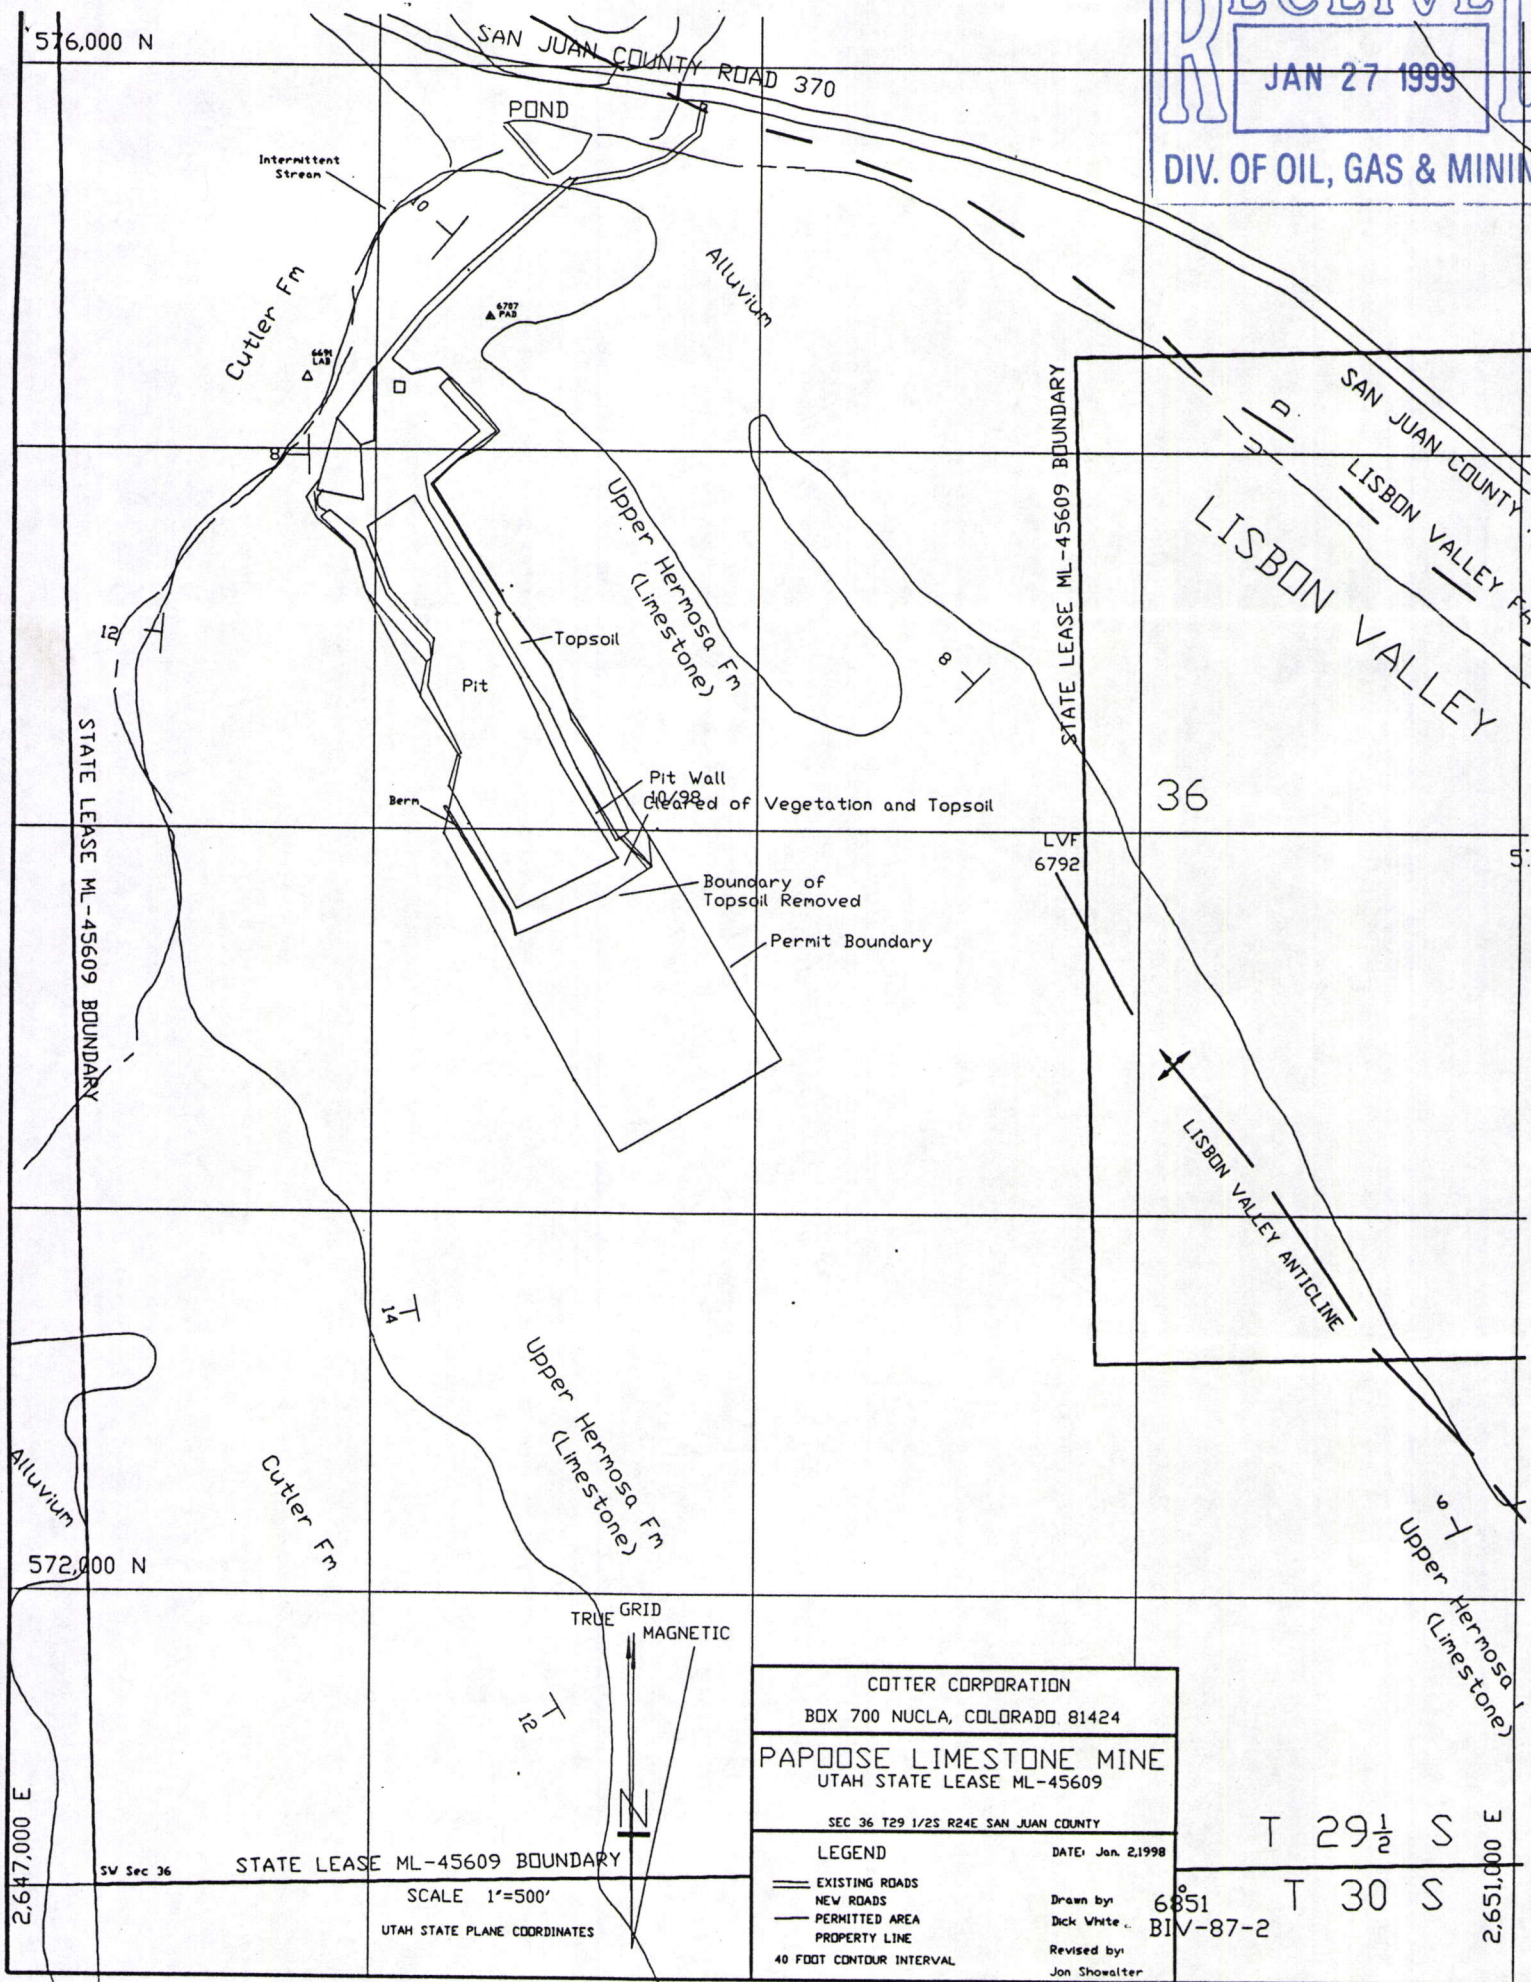 576,000 N
SAN JUAN COUNTY ROAD 370
JAN 27 1999
DIV. OF OIL, GAS &
POND
Intermittent
Stream
10
Alluvium
Cutler Fm
6707
PAD
LAB
8
STATE LEASE ML-45609 BOUNDARY
SAN JUAN COUNTY
D
U
LISBON VALLEY
LISBON VALLEY
Upper Hermosa Fm
(Limestone)
12
Topsoil
Pit
8
STATE LEASE ML-45609 BOUNDARY
Pit Wall
10/98
Cleared of Vegetation and Topsoil
Berm
36
LVF
6792
Boundary of
Topsoil Removed
Permit Boundary
LISBON VALLEY ANTICLINE
14
Upper Hermosa Fm
(Limestone)
Alluvium
Cutler Fm
6
Upper Hermosa
(Limestone)
572,000 N
TRUE GRID
MAGNETIC
12
N
COTTER CORPORATION
BOX 700 NUCLA, COLORADO 81424
PAPOOSE LIMESTONE MINE
UTAH STATE LEASE ML-45609
SEC 36 T29 1/2S R24E SAN JUAN COUNTY
LEGEND
DATE: Jan. 2,1998
EXISTING ROADS
NEW ROADS
PERMITTED AREA
PROPERTY LINE
40 FOOT CONTOUR INTERVAL
Drawn by:
Dick White
Revised by:
Jon Showalter
6851
BIV-87-2
T 29½ S
T 30 S
2,647,000 E
2,651,000 E
SW Sec 36
STATE LEASE ML-45609 BOUNDARY
SCALE 1"=500'
UTAH STATE PLANE COORDINATES